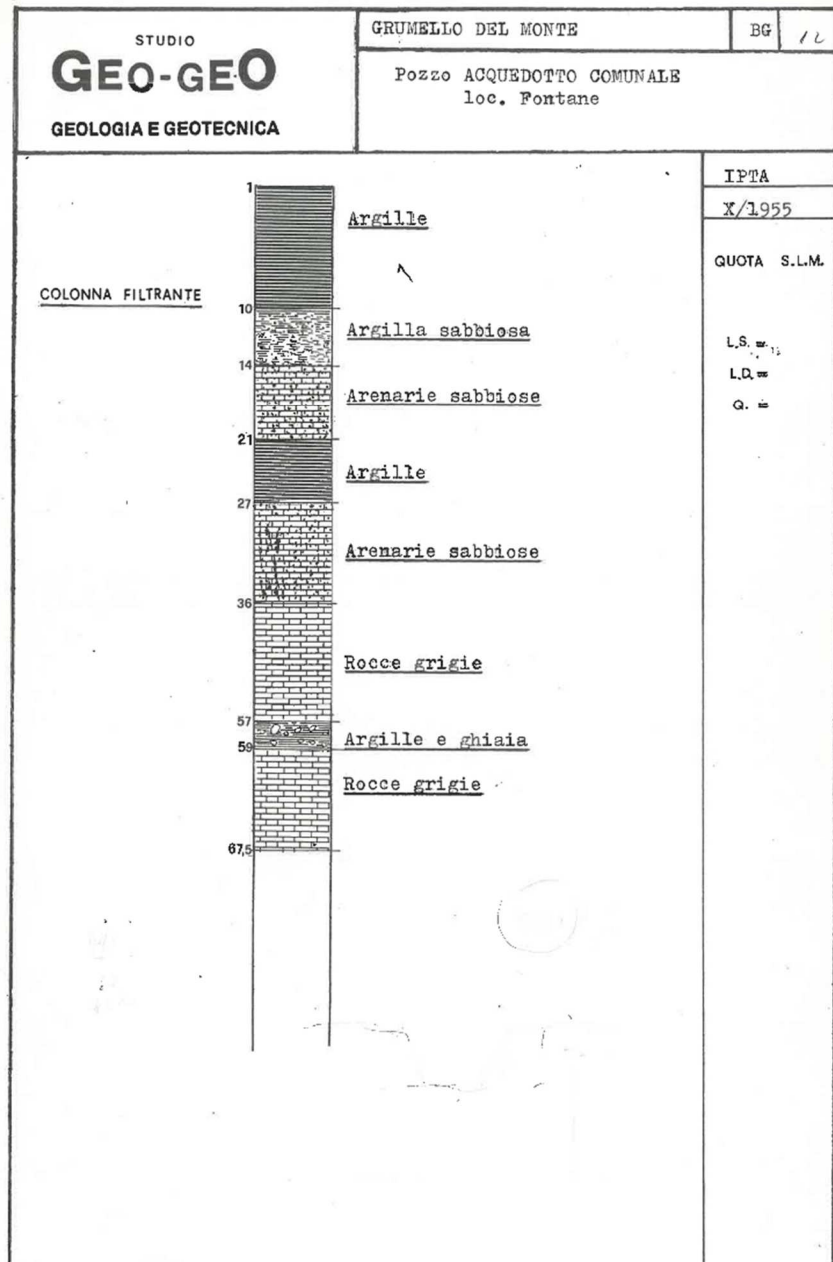 STUDIO
GEO-GEO
GEOLOGIA E GEOTECNICA
GRUMELLO DEL MONTE
BG
Pozzo ACQUEDOTTO COMUNALE
loc. Fontane
IPTA
X/1955
QUOTA S.L.M.
L.S. =
L.D. =
Q. =
COLONNA FILTRANTE
1
Argille
10
Argilla sabbiosa
14
Arenarie sabbiose
21
Argille
27
Arenarie sabbiose
36
Rocce grigie
57
Argille e ghiaia
59
Rocce grigie
67,5